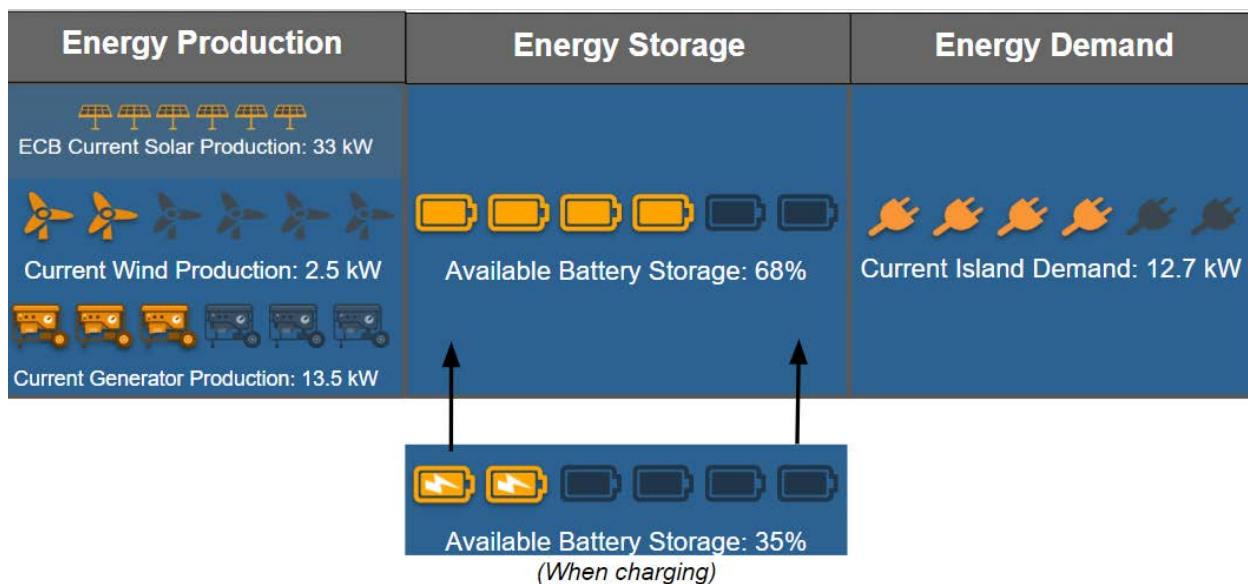 Energy Production
Energy Storage
Energy Demand
ECB Current Solar Production: 33 kW
Current Wind Production: 2.5 kW
Available Battery Storage: 68%
Current Island Demand: 12.7 kW
Current Generator Production: 13.5 kW
Available Battery Storage: 35%
(When charging)